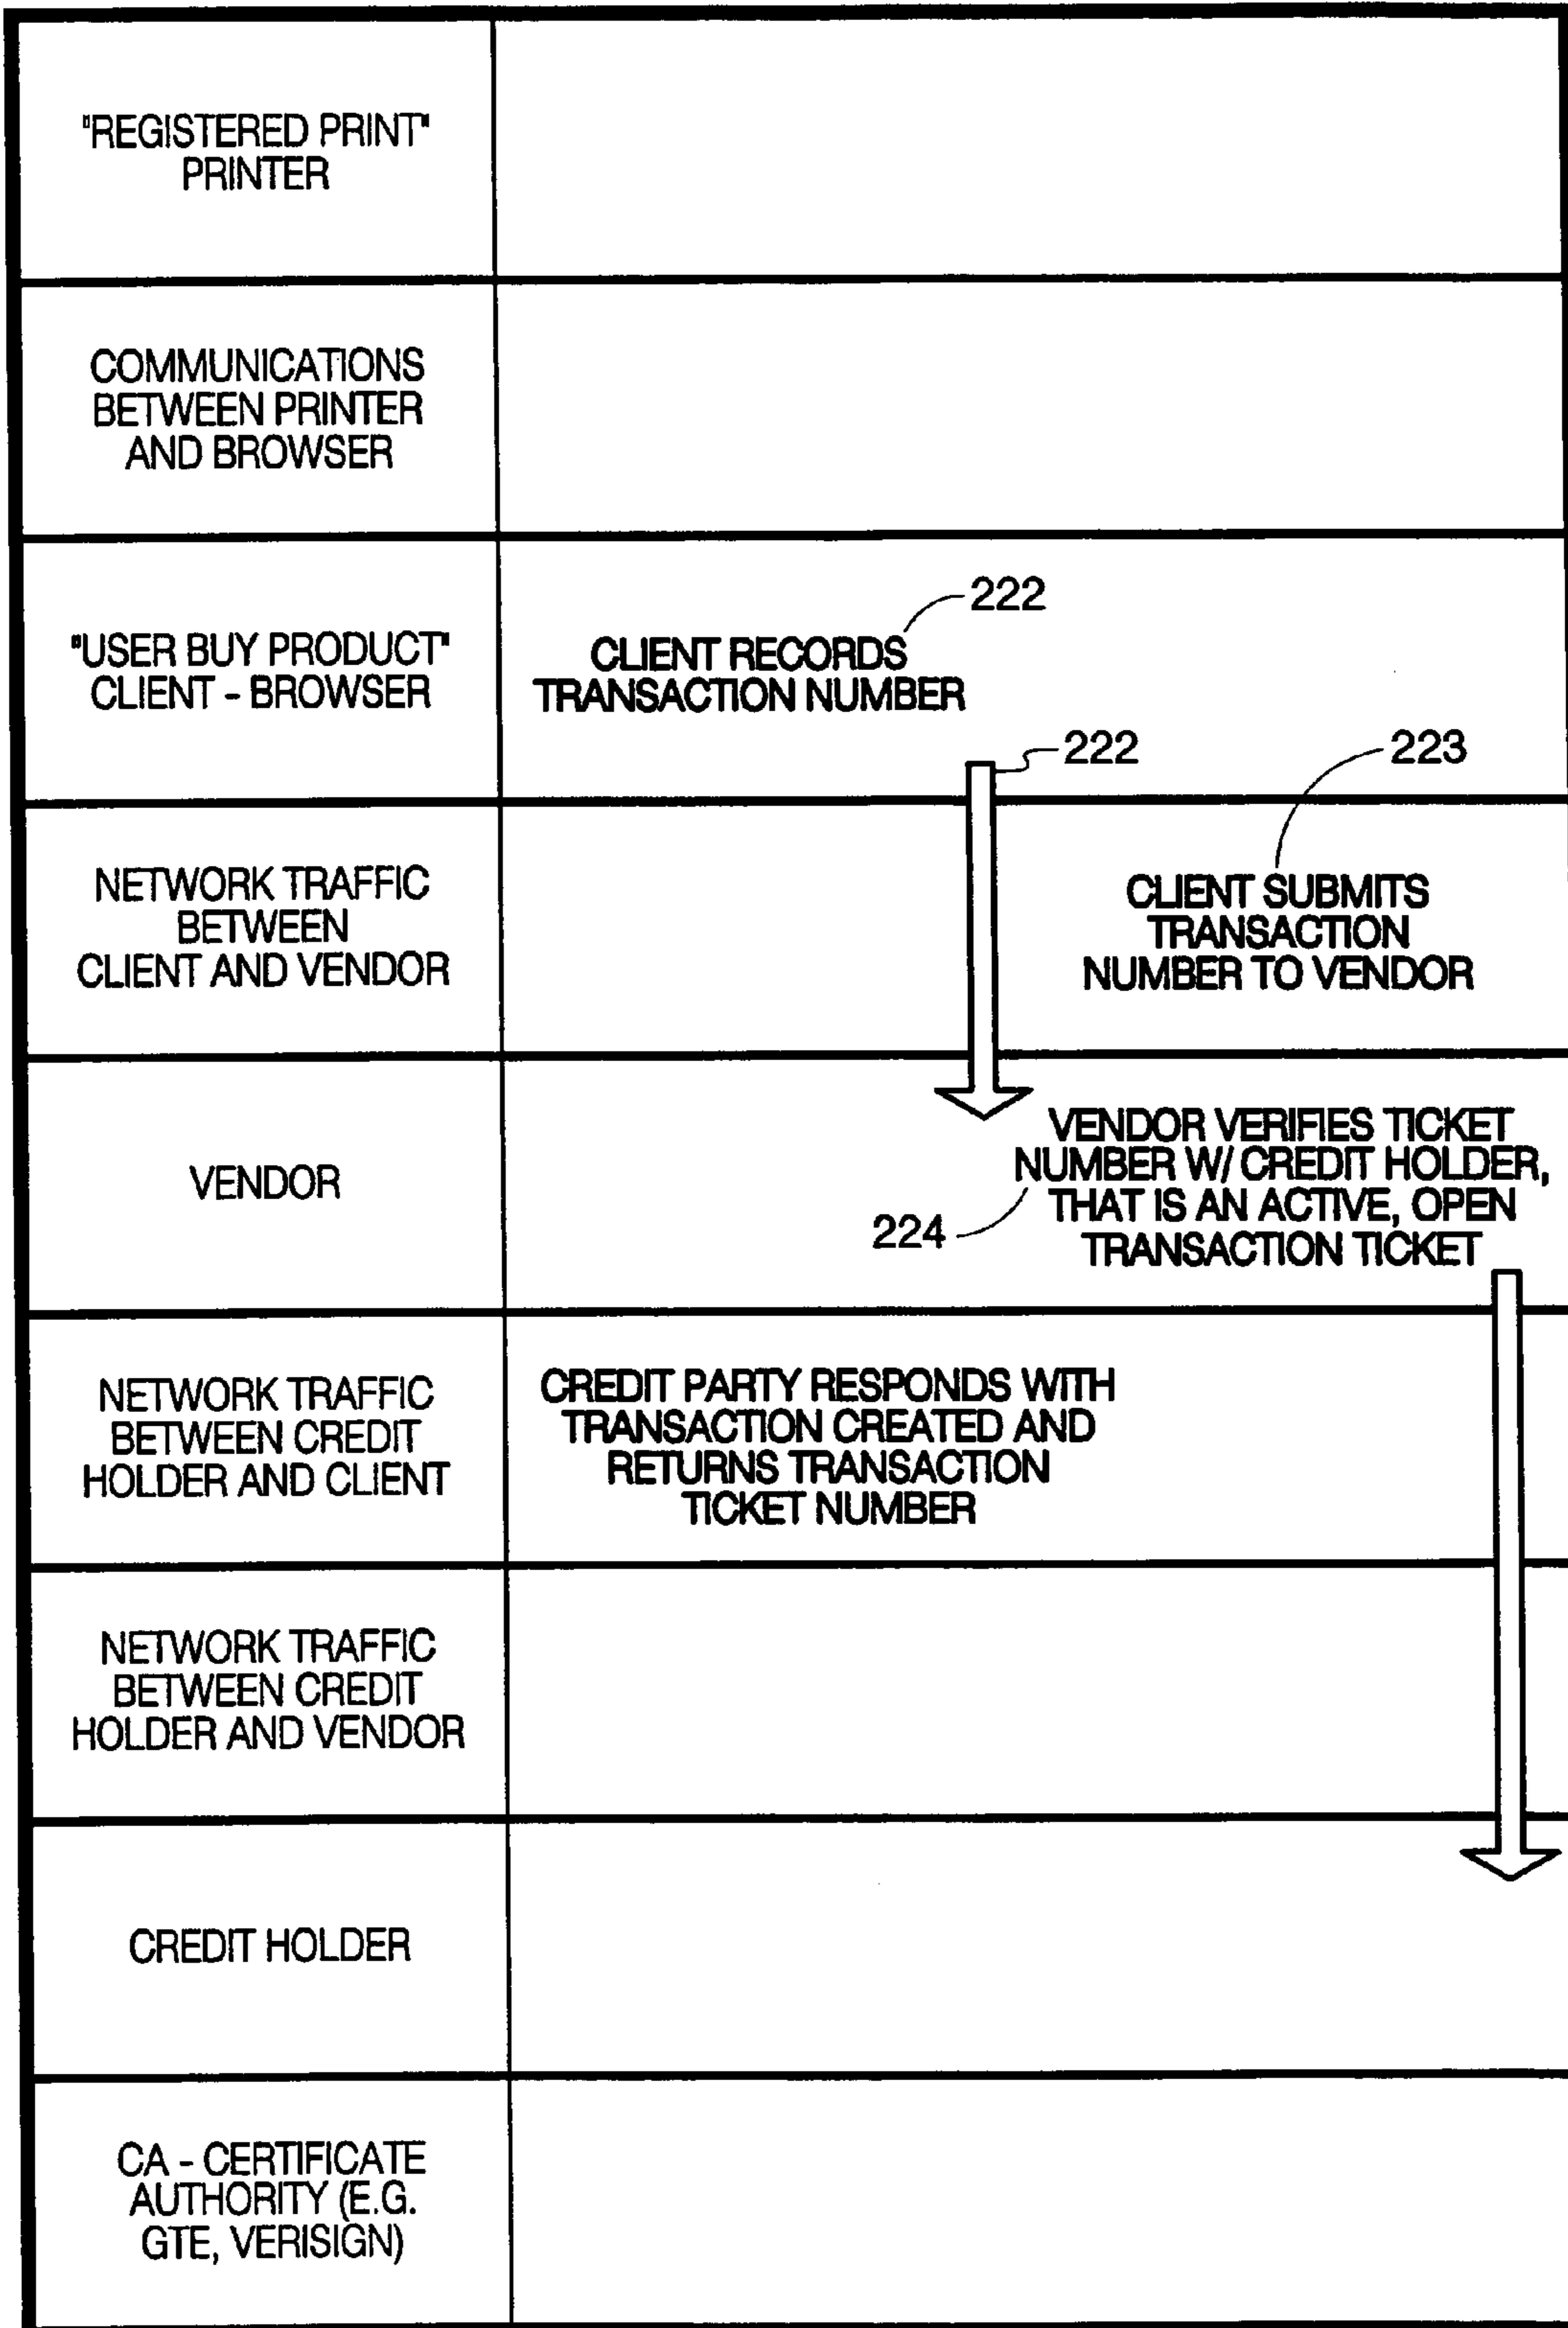 "REGISTERED PRINT"
PRINTER
COMMUNICATIONS
BETWEEN PRINTER
AND BROWSER
"USER BUY PRODUCT"
CLIENT - BROWSER
222
CLIENT RECORDS
TRANSACTION NUMBER
222
223
NETWORK TRAFFIC
BETWEEN
CLIENT AND VENDOR
CLIENT SUBMITS
TRANSACTION
NUMBER TO VENDOR
VENDOR
VENDOR VERIFIES TICKET
NUMBER W/ CREDIT HOLDER,
THAT IS AN ACTIVE, OPEN
TRANSACTION TICKET
224
NETWORK TRAFFIC
BETWEEN CREDIT
HOLDER AND CLIENT
CREDIT PARTY RESPONDS WITH
TRANSACTION CREATED AND
RETURNS TRANSACTION
TICKET NUMBER
NETWORK TRAFFIC
BETWEEN CREDIT
HOLDER AND VENDOR
CREDIT HOLDER
CA - CERTIFICATE
AUTHORITY (E.G.
GTE, VERISIGN)